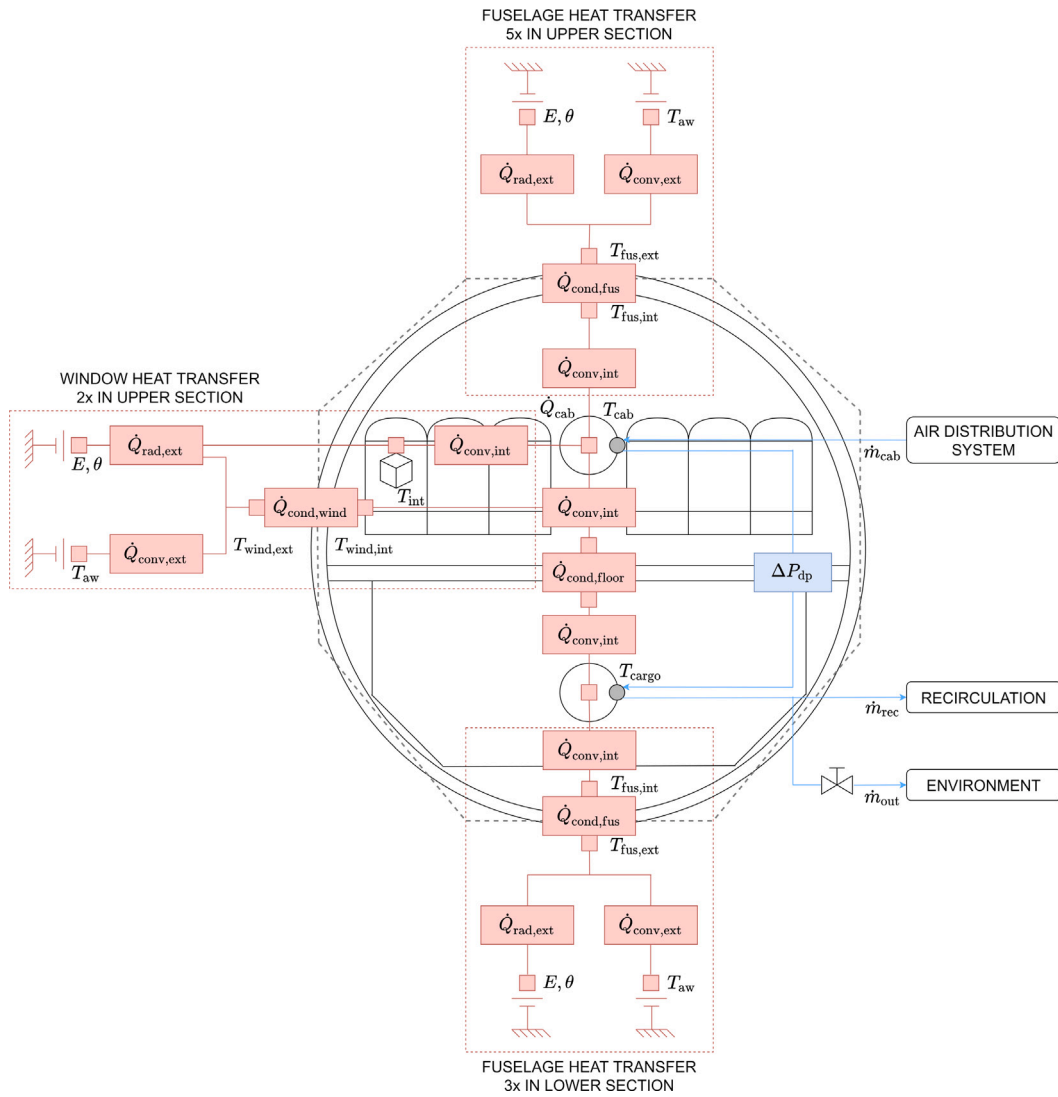 FUSELAGE HEAT TRANSFER
5x IN UPPER SECTION
E, θ
T_aw
Q̇_rad,ext
Q̇_conv,ext
T_fus,ext
Q̇_cond,fus
T_fus,int
Q̇_conv,int
WINDOW HEAT TRANSFER
2x IN UPPER SECTION
Q̇_cab
T_cab
Q̇_rad,ext
E, θ
Q̇_conv,int
T_int
ṁ_cab
AIR DISTRIBUTION
SYSTEM
Q̇_cond,wind
Q̇_conv,int
T_wind,ext
T_wind,int
Q̇_conv,ext
T_aw
Q̇_cond,floor
ΔP_dp
Q̇_conv,int
T_cargo
ṁ_rec
RECIRCULATION
Q̇_conv,int
T_fus,int
ṁ_out
ENVIRONMENT
Q̇_cond,fus
T_fus,ext
Q̇_rad,ext
Q̇_conv,ext
E, θ
T_aw
FUSELAGE HEAT TRANSFER
3x IN LOWER SECTION